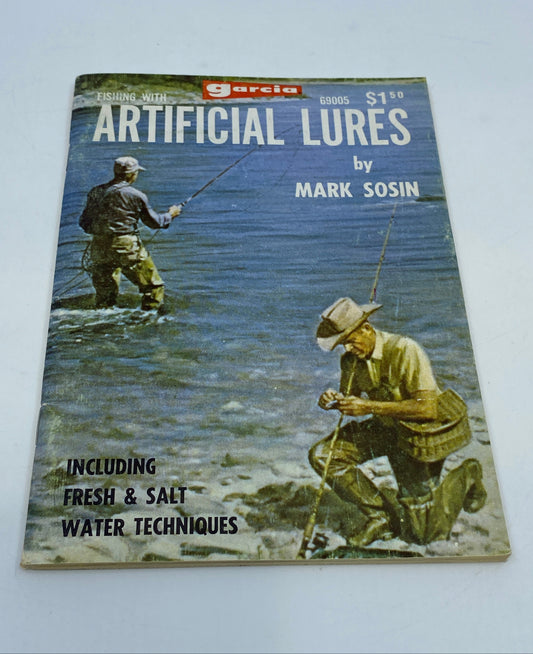 garcia
FISHING WITH
69005 $1 50
ARTIFICIAL LURES
by
MARK SOSIN
INCLUDING
FRESH & SALT
WATER TECHNIQUES